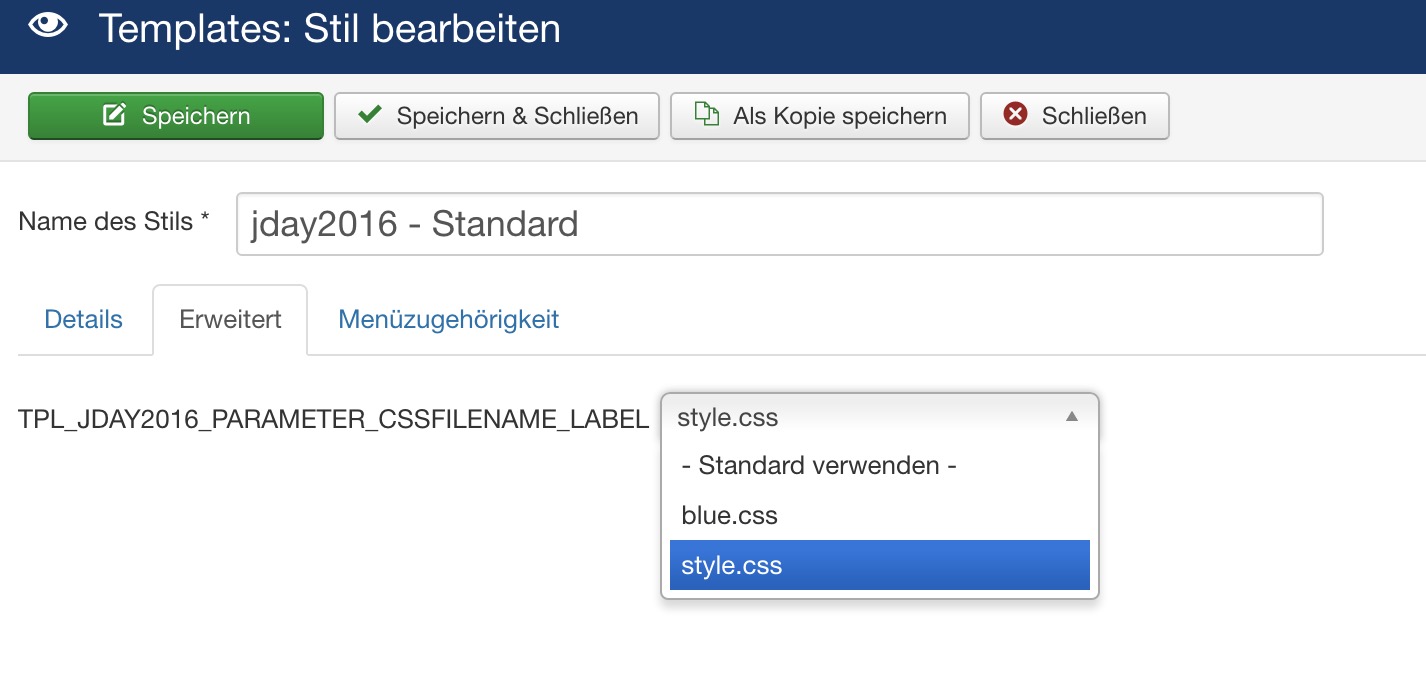 Templates: Stil bearbeiten
Speichern Speichern & Schließen Als Kopie speichern Schließen
Name des Stils * jday2016 - Standard
Details Erweitert Menüzugehörigkeit
TPL_JDAY2016_PARAMETER_CSSFILENAME_LABEL style.css
- Standard verwenden -
blue.css
style.css